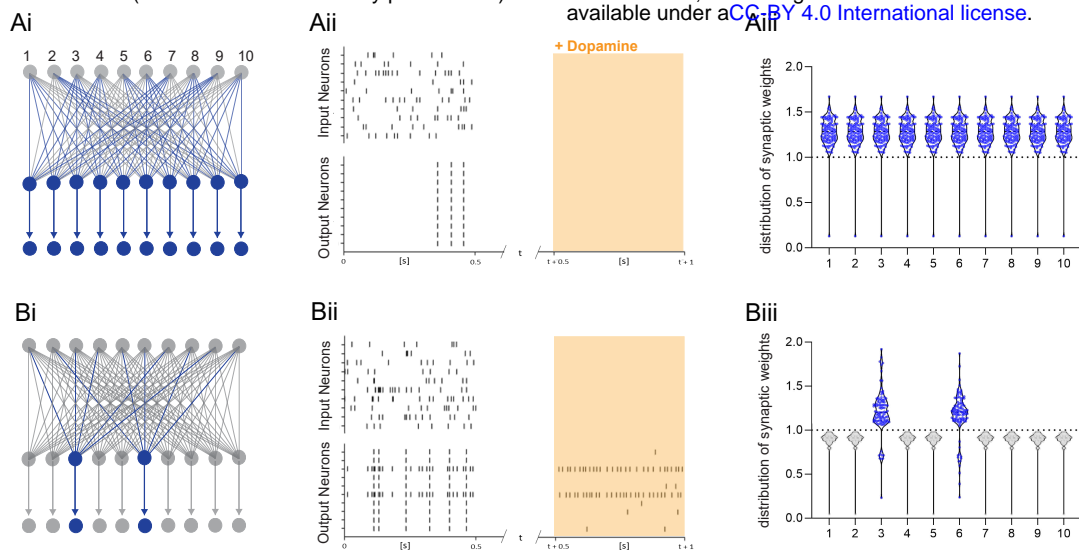 available under aCC-BY 4.0 International license.
Ai
1 2 3 4 5 6 7 8 9 10
Aii
Input Neurons
Output Neurons
0 [s] 0.5 t t + 0.5 [s] t + 1
+ Dopamine
Aiii
distribution of synaptic weights
2.0
1.5
1.0
0.5
0.0
1 2 3 4 5 6 7 8 9 10
Bi
Bii
Input Neurons
Output Neurons
0 [s] 0.5 t t + 0.5 [s] t + 1
Biii
distribution of synaptic weights
2.0
1.5
1.0
0.5
0.0
1 2 3 4 5 6 7 8 9 10